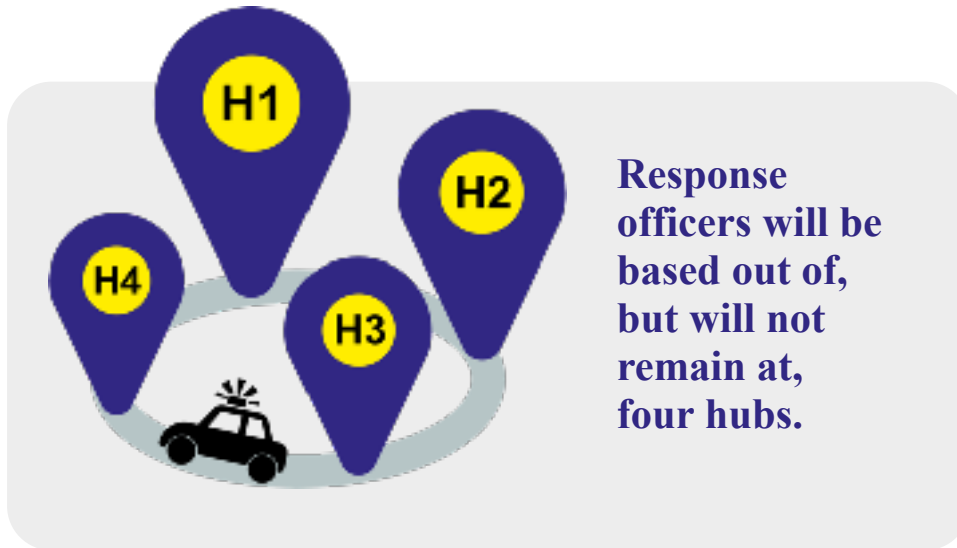 H1
H2
H4
H3
Response
officers will be
based out of,
but will not
remain at,
four hubs.